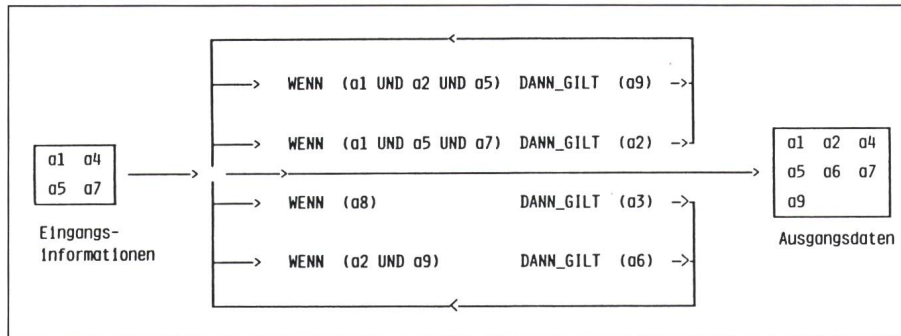 WENN (a1 UND a2 UND a5) DANN_GILT (a9)
WENN (a1 UND a5 UND a7) DANN_GILT (a2)
a1 a4
a5 a7
Eingangs-
informationen
WENN (a8) DANN_GILT (a3)
WENN (a2 UND a9) DANN_GILT (a6)
a1 a2 a4
a5 a6 a7
a9
Ausgangsdaten